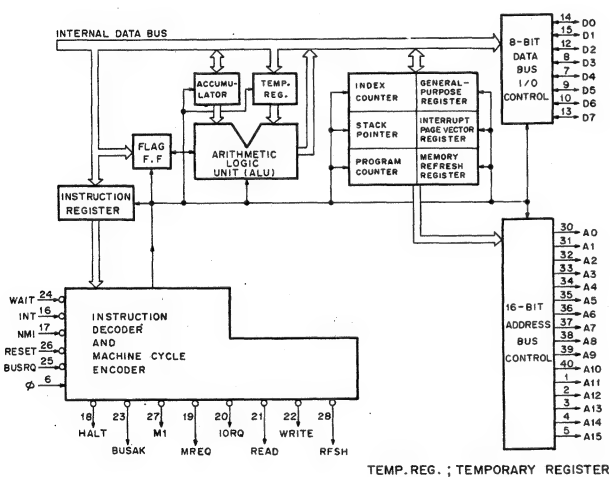 INTERNAL DATA BUS
ACCUMU-
LATOR
TEMP.
REG.
FLAG
F.F
ARITHMETIC
LOGIC
UNIT (ALU)
INSTRUCTION
REGISTER
INDEX
COUNTER
GENERAL-
PURPOSE
REGISTER
STACK
POINTER
INTERRUPT
PAGE VECTOR
REGISTER
PROGRAM
COUNTER
MEMORY
REFRESH
REGISTER
8-BIT
DATA
BUS
I/O
CONTROL
14 D0
15 D1
12 D2
8 D3
7 D4
9 D5
10 D6
13 D7
16-BIT
ADDRESS
BUS
CONTROL
30 A0
31 A1
32 A2
33 A3
34 A4
35 A5
36 A6
37 A7
38 A8
39 A9
40 A10
1 A11
2 A12
3 A13
4 A14
5 A15
WAIT 24
INT 16
NMI 17
RESET 26
BUSRQ 25
ϕ 6
INSTRUCTION
DECODER
AND
MACHINE CYCLE
ENCODER
18 23 27 19 20 21 22 28
HALT BUSAK M1 MREQ IORQ READ WRITE RFSH
TEMP. REG. ; TEMPORARY REGISTER